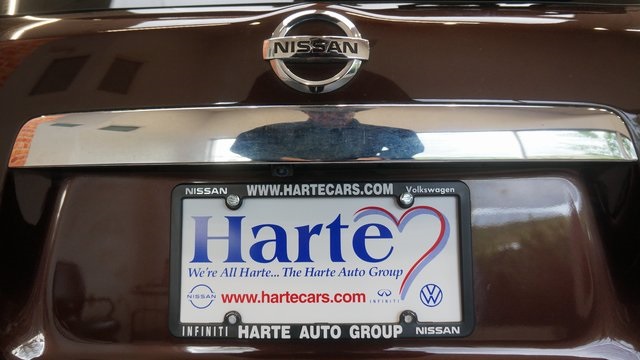 NISSAN
NISSAN WWW.HARTECARS.COM Volkswagen
Harte
We're All Harte... The Harte Auto Group
NISSAN www.hartecars.com INFINITI
INFINITI HARTE AUTO GROUP NISSAN